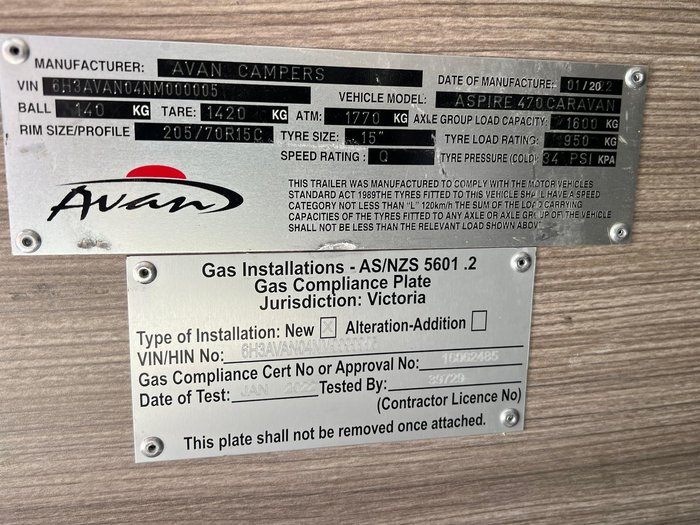 MANUFACTURER: AVAN CAMPERS DATE OF MANUFACTURE: 01/2022
VIN 6H3AVAN04NM000005 VEHICLE MODEL: ASPIRE 470 CARAVAN
BALL 140 KG TARE: 1420 KG ATM: 1770 KG AXLE GROUP LOAD CAPACITY: 1600 KG
RIM SIZE/PROFILE 205/70R15C TYRE SIZE: 15" TYRE LOAD RATING: 950 KG
SPEED RATING: Q TYRE PRESSURE (COLD) 34 PSI KPA
Avan
THIS TRAILER WAS MANUFACTURED TO COMPLY WITH THE MOTOR VEHICLES
STANDARD ACT 1989THE TYRES FITTED TO THIS VEHICLE SHALL HAVE A SPEED
CATEGORY NOT LESS THAN "L" 120km/h THE SUM OF THE LOAD CARRYING
CAPACITIES OF THE TYRES FITTED TO ANY AXLE OR AXLE GROUP OF THE VEHICLE
SHALL NOT BE LESS THAN THE RELEVANT LOAD SHOWN ABOVE
Gas Installations - AS/NZS 5601 .2
Gas Compliance Plate
Jurisdiction: Victoria
Type of Installation: New X Alteration-Addition
VIN/HIN No:
Gas Compliance Cert No or Approval No: 16062485
Date of Test: JAN 2022 Tested By: 39729
(Contractor Licence No)
This plate shall not be removed once attached.